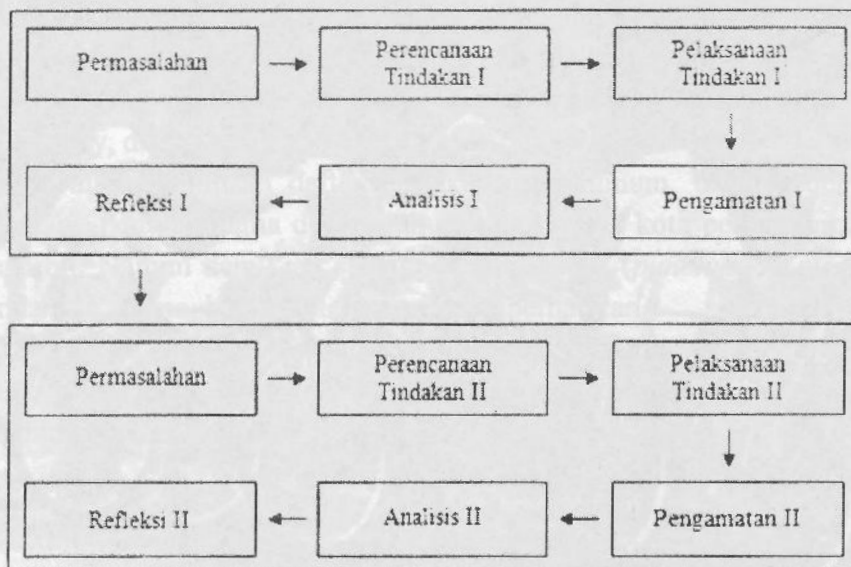 Permasalahan
Perencanaan
Tindakan I
Pelaksanaan
Tindakan I
Pengamatan I
Analisis I
Refleksi I
Permasalahan
Perencanaan
Tindakan II
Pelaksanaan
Tindakan II
Pengamatan II
Analisis II
Refleksi II